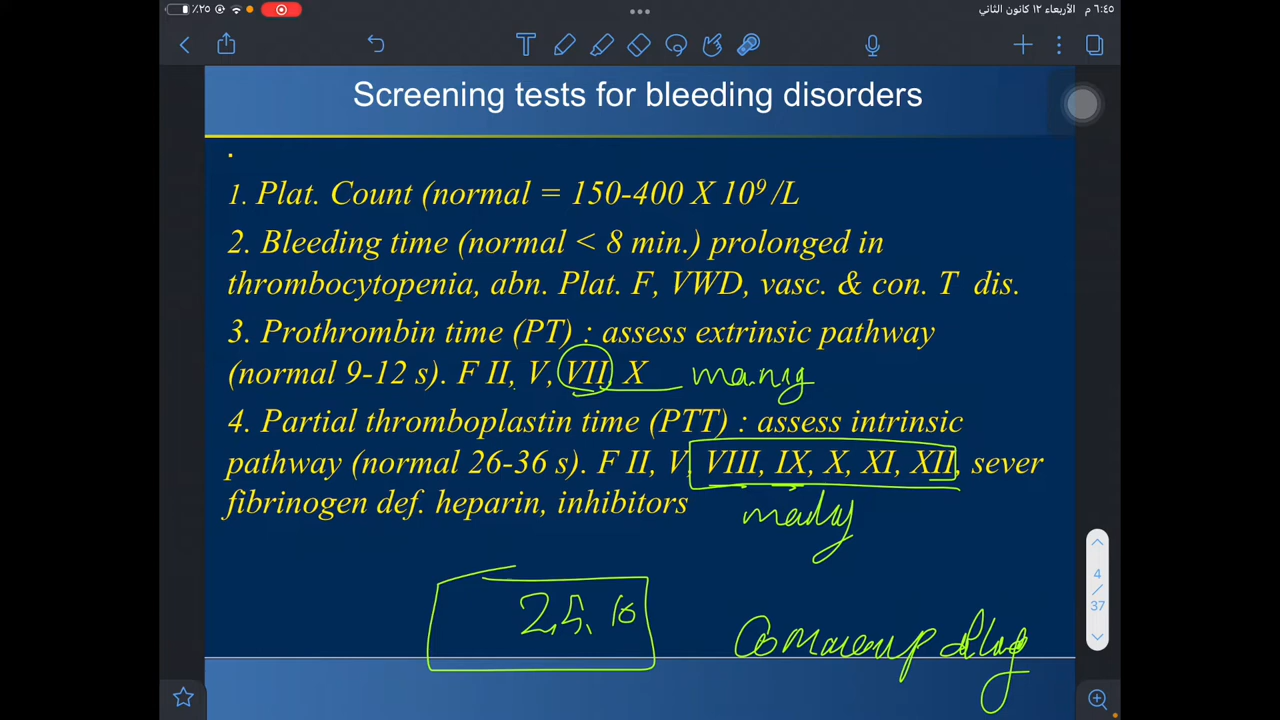 ٪٢٥
٦:٤٥ م الأربعاء ١٢ كانون الثاني
Screening tests for bleeding disorders
.
1. Plat. Count (normal = 150-400 X 10⁹ /L
2. Bleeding time (normal < 8 min.) prolonged in
thrombocytopenia, abn. Plat. F, VWD, vasc. & con. T dis.
3. Prothrombin time (PT) : assess extrinsic pathway
(normal 9-12 s). F II, V, VII, X
4. Partial thromboplastin time (PTT) : assess intrinsic
pathway (normal 26-36 s). F II, V, VIII, IX, X, XI, XII, sever
fibrinogen def. heparin, inhibitors
2, 5, 10
4
/
37